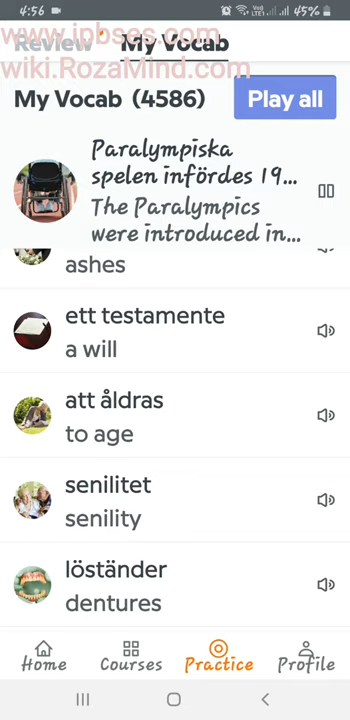 4:56
45%
www.ipbses.com
Review My Vocab
wiki.RozaMind.com
My Vocab (4586)
Play all
Paralympiska
spelen infördes 19...
The Paralympics
were introduced in...
ashes
ett testamente
a will
att åldras
to age
senilitet
senility
löständer
dentures
Home Courses Practice Profile